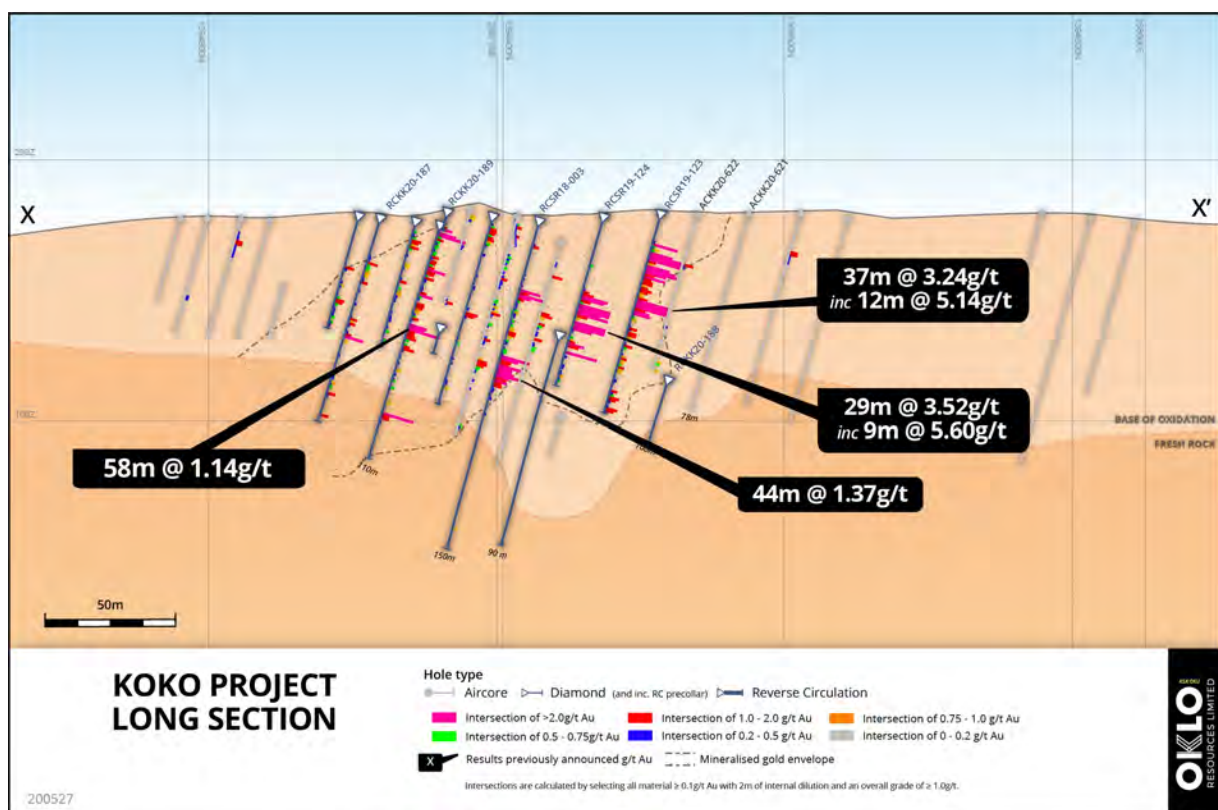 200Z
RCKK20-187
RCKK20-189
RCSR18-003
RCSR19-124
RCSR19-123
ACKK20-622
ACKK20-621
X
X'
37m @ 3.24g/t
inc 12m @ 5.14g/t
29m @ 3.52g/t
inc 9m @ 5.60g/t
58m @ 1.14g/t
44m @ 1.37g/t
78m
100Z
BASE OF OXIDATION
FRESH ROCK
110m
150m
90 m
50m
KOKO PROJECT
LONG SECTION
Hole type
Aircore
Diamond (and inc. RC precollar)
Reverse Circulation
Intersection of >2.0g/t Au
Intersection of 1.0 - 2.0 g/t Au
Intersection of 0.75 - 1.0 g/t Au
Intersection of 0.5 - 0.75g/t Au
Intersection of 0.2 - 0.5 g/t Au
Intersection of 0 - 0.2 g/t Au
X
Results previously announced g/t Au
Mineralised gold envelope
Intersections are calculated by selecting all material ≥ 0.1g/t Au with 2m of internal dilution and an overall grade of ≥ 1.0g/t.
OKLO
RESOURCES LIMITED
200527